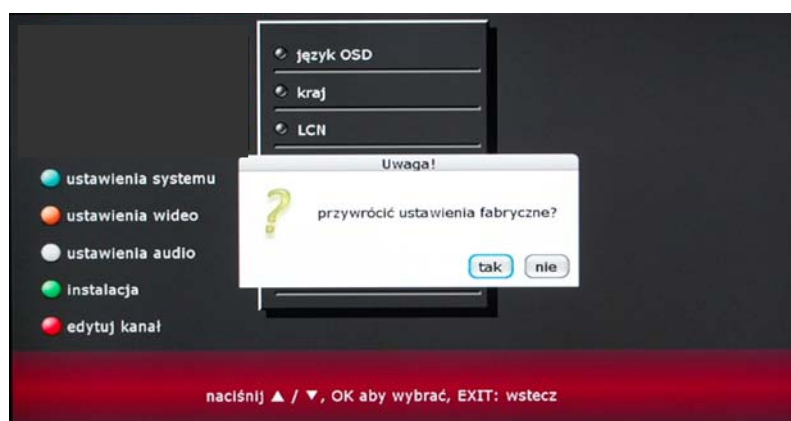 język OSD
kraj
LCN
Uwaga!
przywrócić ustawienia fabryczne?
tak nie
ustawienia systemu
ustawienia wideo
ustawienia audio
instalacja
edytuj kanał
naciśnij ▲ / ▼, OK aby wybrać, EXIT: wstecz